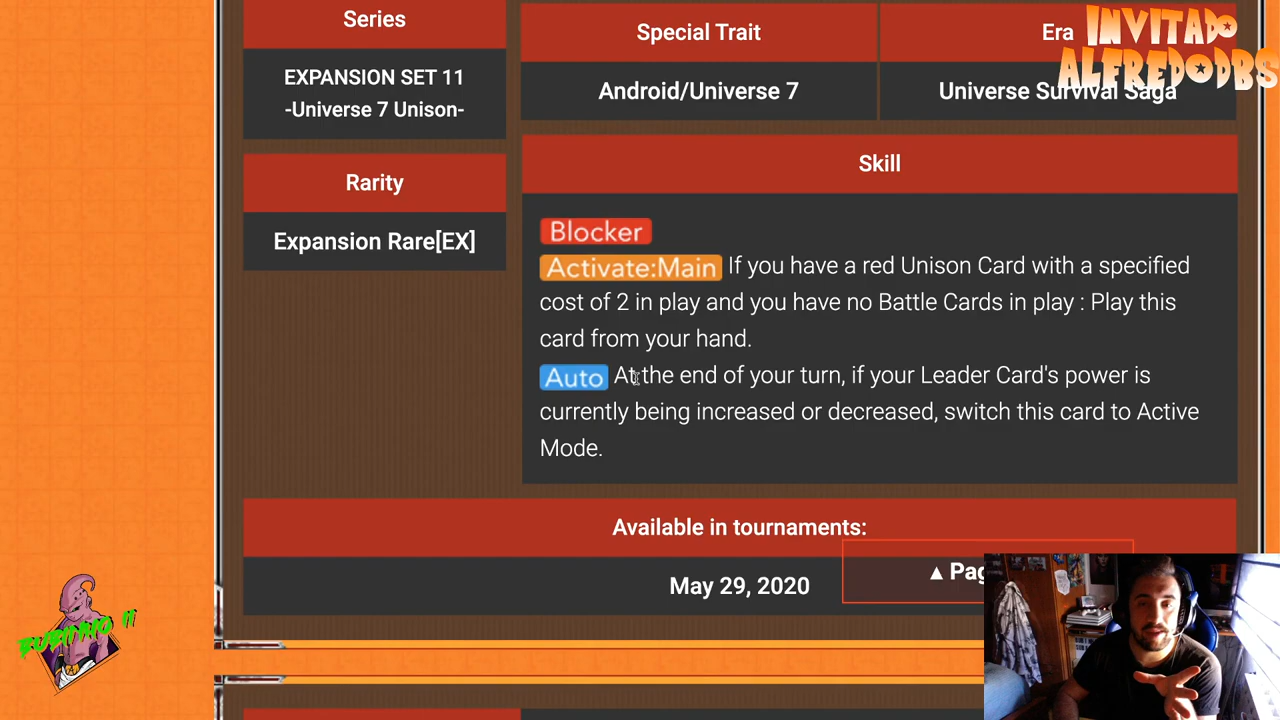 Series
Special Trait
Era
INVITADO
ALFREDODBS
EXPANSION SET 11
-Universe 7 Unison-
Android/Universe 7
Universe Survival Saga
Rarity
Skill
Expansion Rare[EX]
Blocker
Activate:Main If you have a red Unison Card with a specified
cost of 2 in play and you have no Battle Cards in play : Play this
card from your hand.
Auto At the end of your turn, if your Leader Card's power is
currently being increased or decreased, switch this card to Active
Mode.
Available in tournaments:
May 29, 2020
▲ Pag